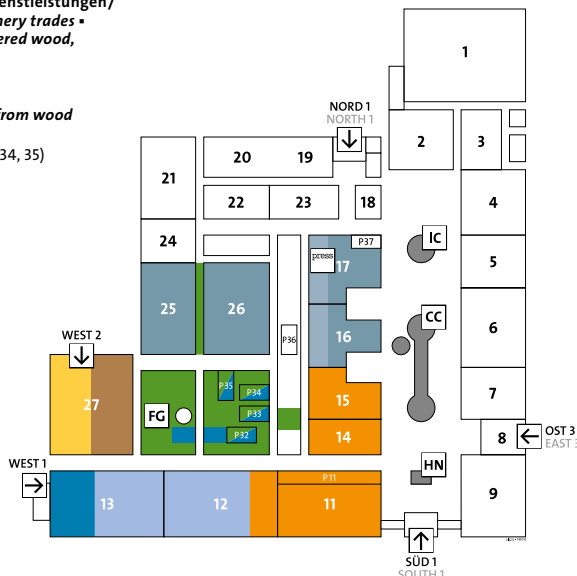 enstleistungen/
nery trades ▪
ered wood,
from wood
34, 35)
1
NORD 1
NORTH 1
2
3
20
19
21
22
23
18
4
24
IC
P37
press
17
5
25
26
CC
6
WEST 2
P36
16
P35
P34
15
7
27
FG
P33
P32
14
8
OST 3
EAST 3
WEST 1
HN
P11
13
12
11
9
SÜD 1
SOUTH 1